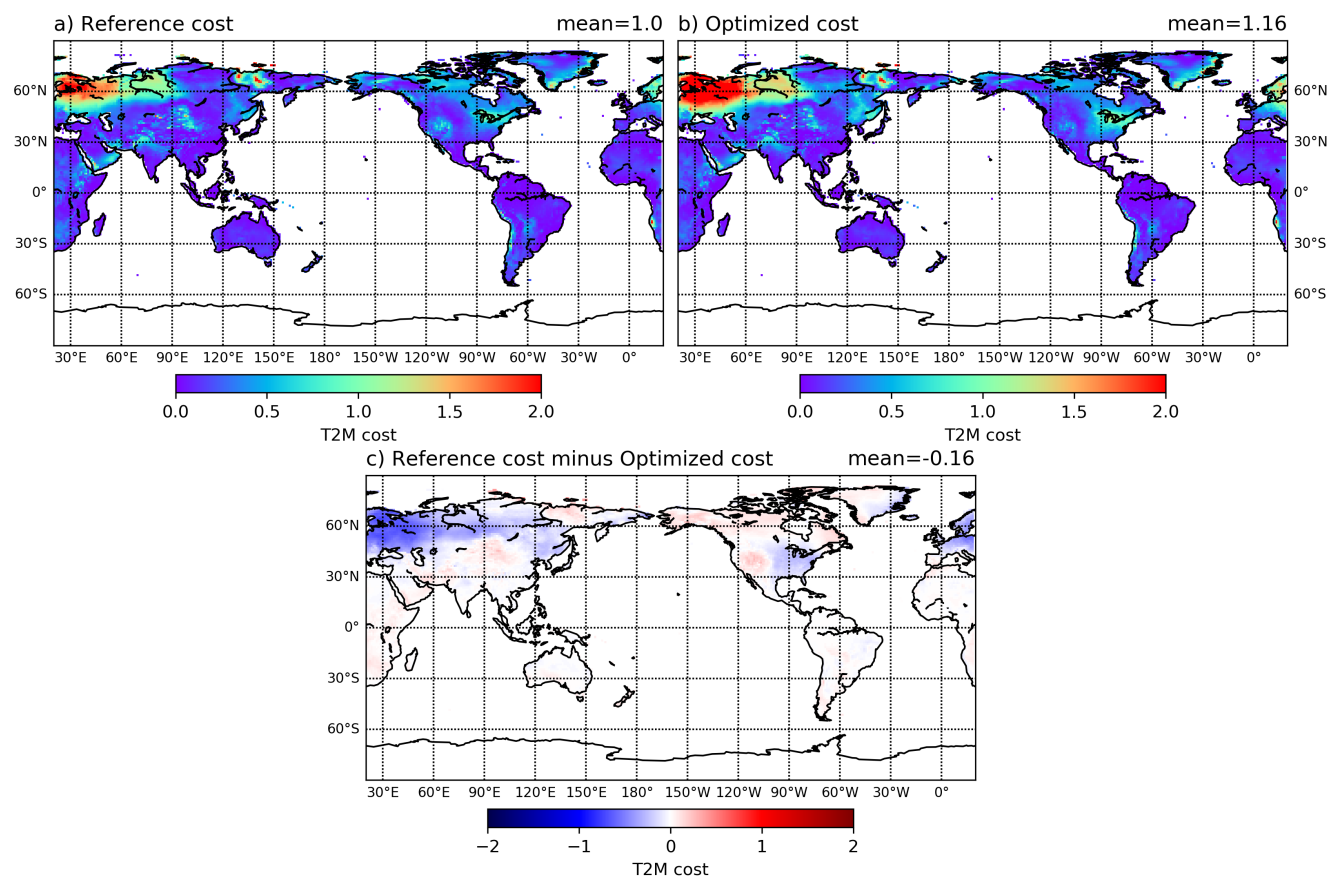 a) Reference cost mean=1.0
b) Optimized cost mean=1.16
60°N
30°N
0°
30°S
60°S
60°N
30°N
0°
30°S
60°S
30°E 60°E 90°E 120°E 150°E 180° 150°W 120°W 90°W 60°W 30°W 0°
30°E 60°E 90°E 120°E 150°E 180° 150°W 120°W 90°W 60°W 30°W 0°
0.0 0.5 1.0 1.5 2.0
T2M cost
0.0 0.5 1.0 1.5 2.0
T2M cost
c) Reference cost minus Optimized cost mean=-0.16
60°N
30°N
0°
30°S
60°S
30°E 60°E 90°E 120°E 150°E 180° 150°W 120°W 90°W 60°W 30°W 0°
−2 −1 0 1 2
T2M cost